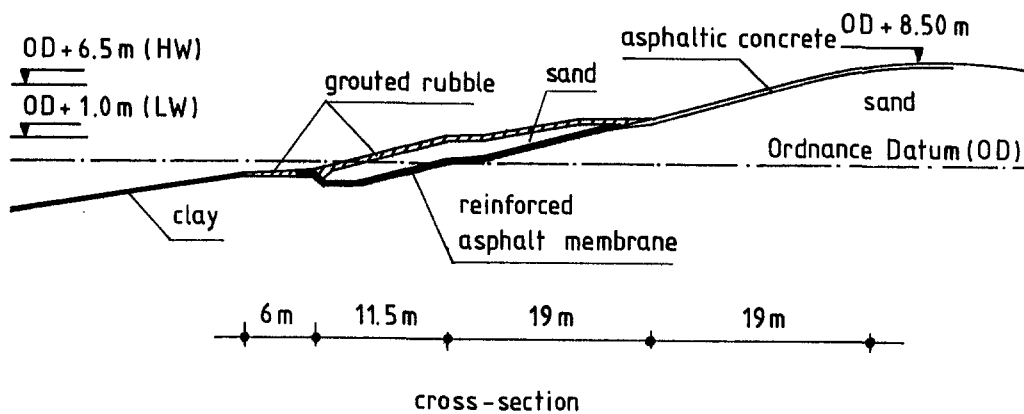 OD + 6.5 m (HW)
OD + 1.0 m (LW)
grouted rubble
sand
asphaltic concrete
OD + 8.50 m
sand
Ordnance Datum (OD)
clay
reinforced
asphalt membrane
6 m
11.5 m
19 m
19 m
cross-section